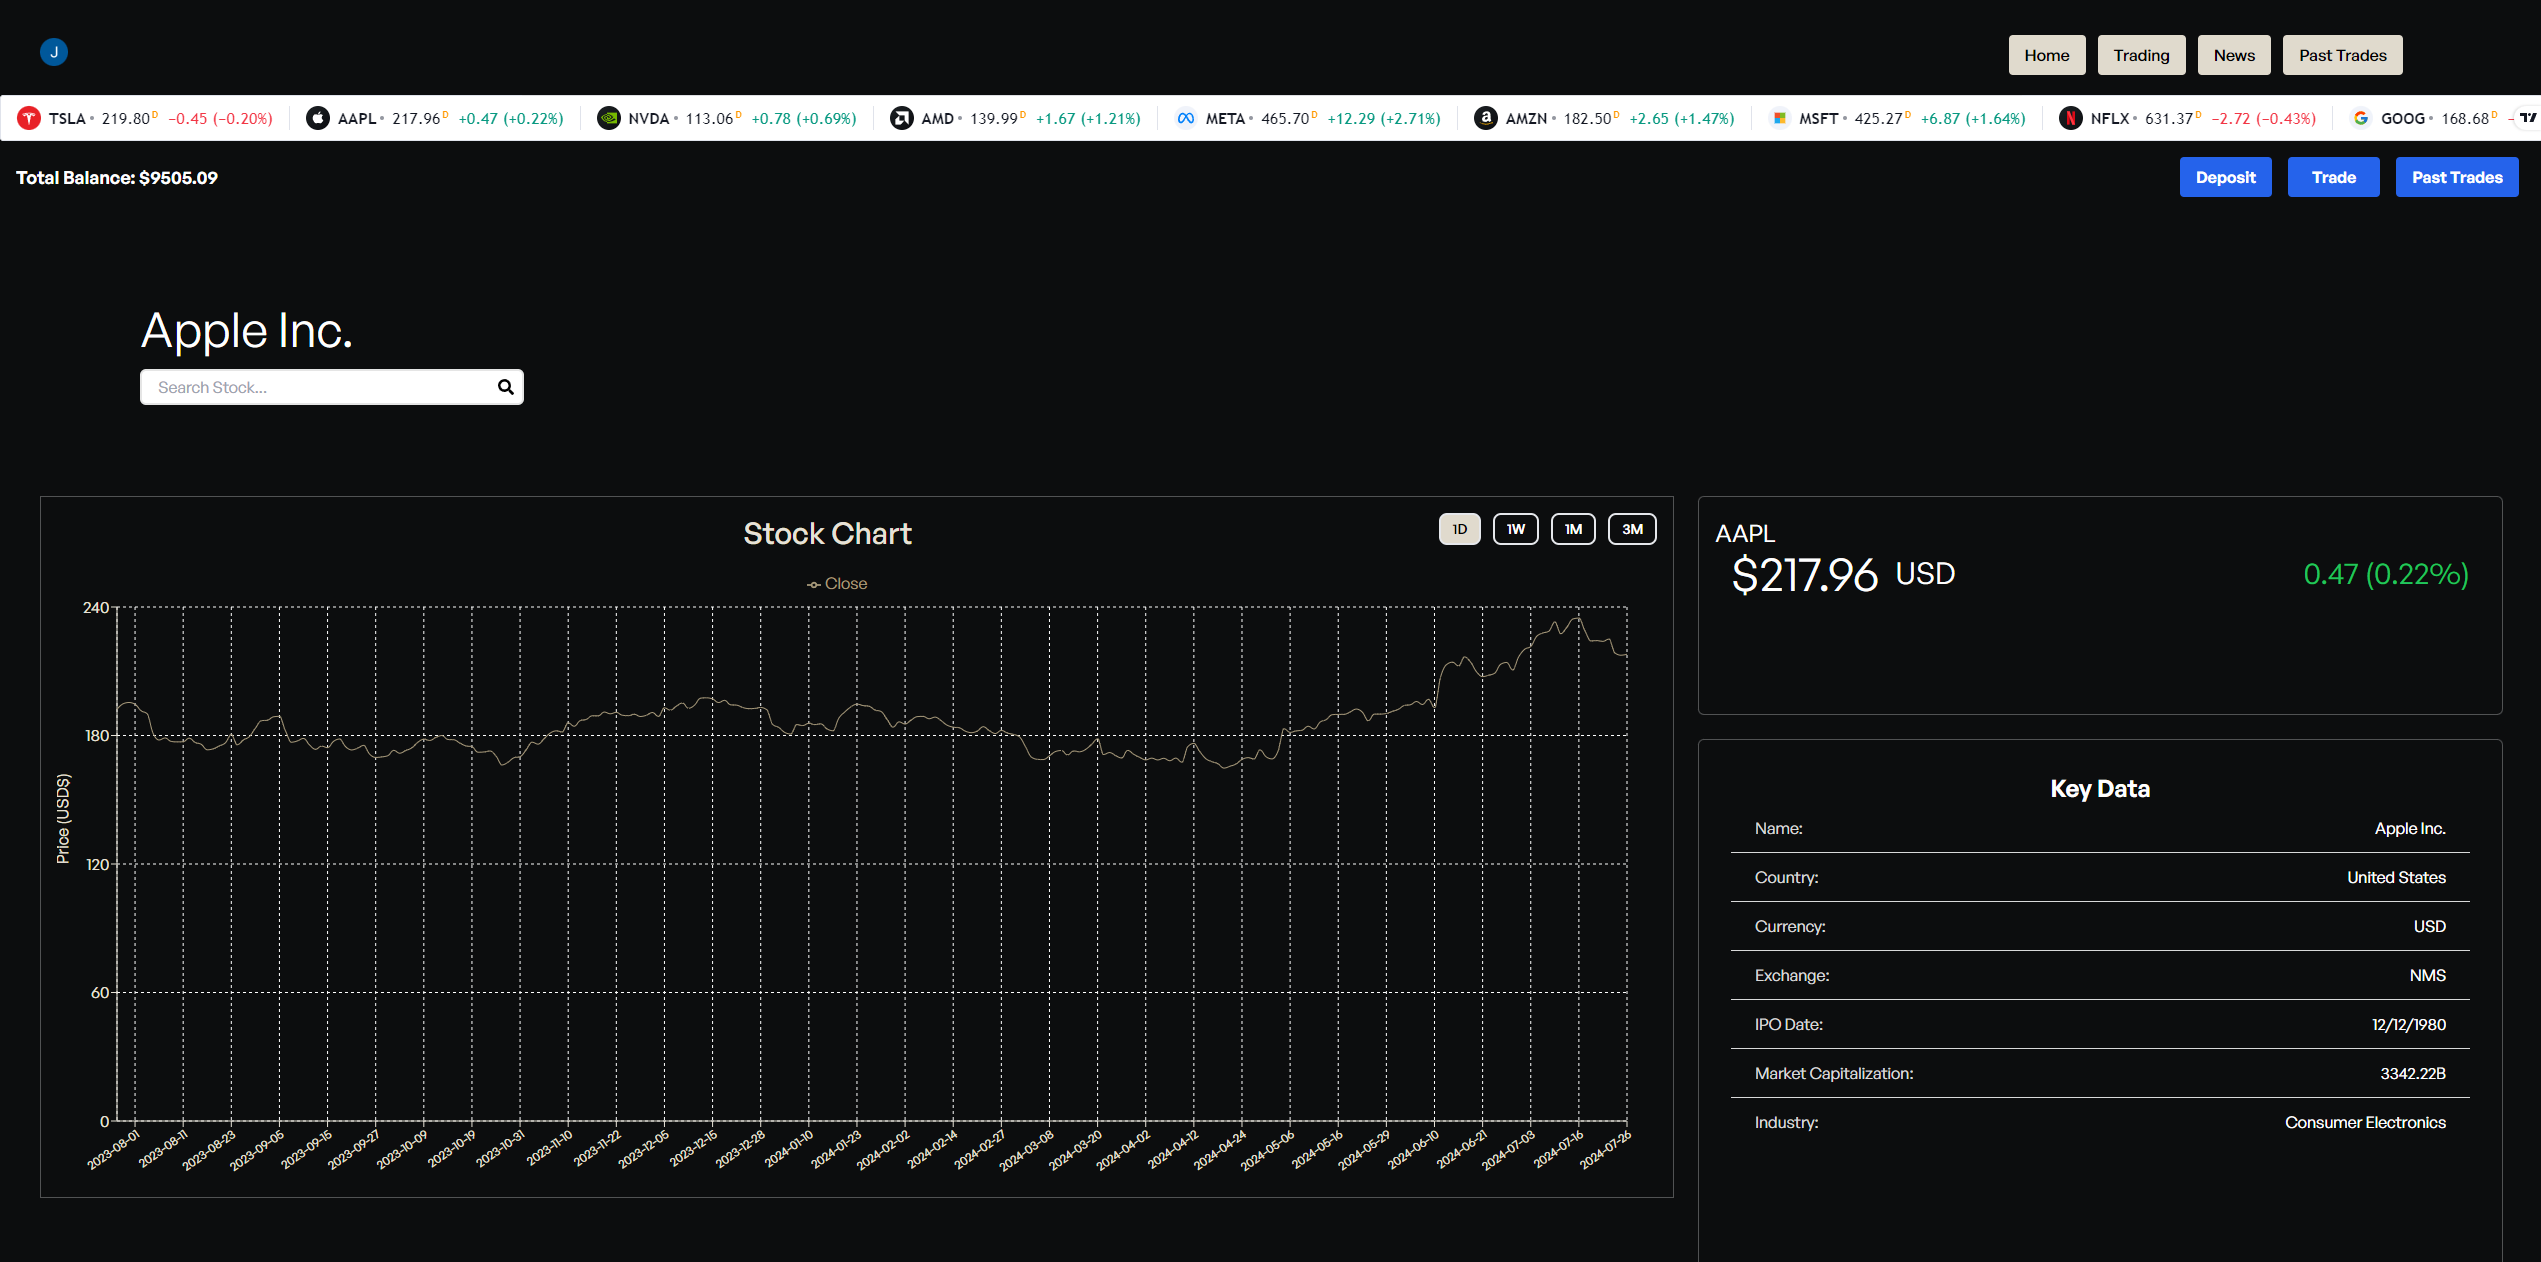 J
Home Trading News Past Trades
TSLA • 219.80 D −0.45 (−0.20%) AAPL • 217.96 D +0.47 (+0.22%) NVDA • 113.06 D +0.78 (+0.69%) AMD • 139.99 D +1.67 (+1.21%) META • 465.70 D +12.29 (+2.71%) AMZN • 182.50 D +2.65 (+1.47%) MSFT • 425.27 D +6.87 (+1.64%) NFLX • 631.37 D −2.72 (−0.43%) GOOG • 168.68 D
Total Balance: $9505.09
Deposit Trade Past Trades
Apple Inc.
Search Stock...
Stock Chart
1D 1W 1M 3M
Close
Price (USD$)
240
180
120
60
0
2023-08-01 2023-08-11 2023-08-23 2023-09-05 2023-09-15 2023-09-27 2023-10-09 2023-10-19 2023-10-31 2023-11-10 2023-11-22 2023-12-05 2023-12-15 2023-12-28 2024-01-10 2024-01-23 2024-02-02 2024-02-14 2024-02-27 2024-03-08 2024-03-20 2024-04-02 2024-04-12 2024-04-24 2024-05-06 2024-05-16 2024-05-29 2024-06-10 2024-06-21 2024-07-03 2024-07-16 2024-07-26
AAPL
$217.96 USD 0.47 (0.22%)
Key Data
Name: Apple Inc.
Country: United States
Currency: USD
Exchange: NMS
IPO Date: 12/12/1980
Market Capitalization: 3342.22B
Industry: Consumer Electronics